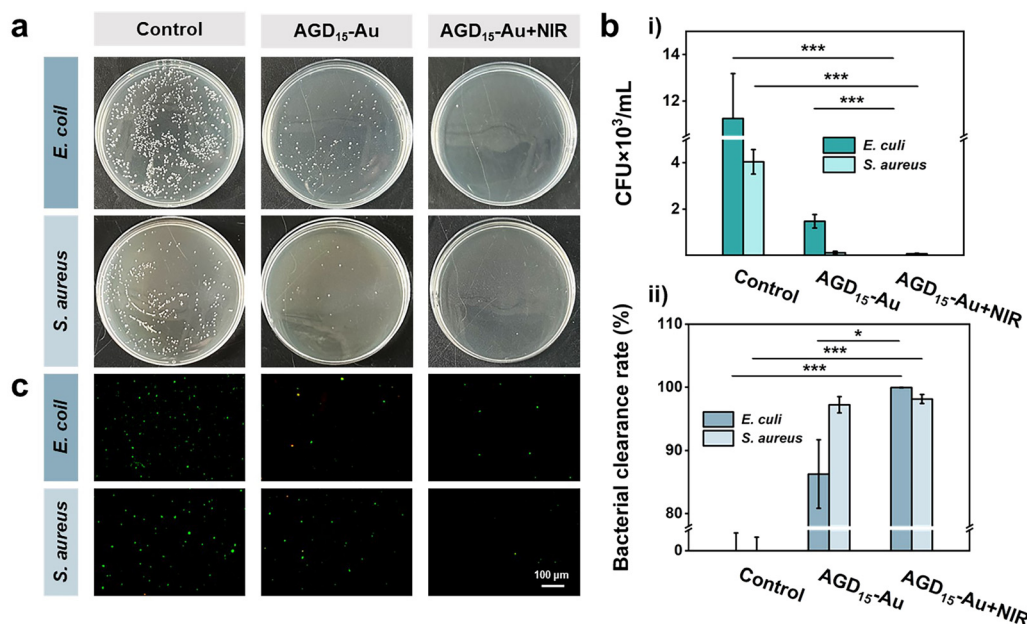 a
Control
AGD₁₅-Au
AGD₁₅-Au+NIR
E. coil
S. aureus
c
E. coil
S. aureus
100 µm
b
i)
CFU×10³/mL
14
12
4
2
***
***
***
E. culi
S. aureus
Control
AGD₁₅-Au
AGD₁₅-Au+NIR
ii)
Bacterial clearance rate (%)
110
100
90
80
0
*
***
***
E. culi
S. aureus
Control
AGD₁₅-Au
AGD₁₅-Au+NIR